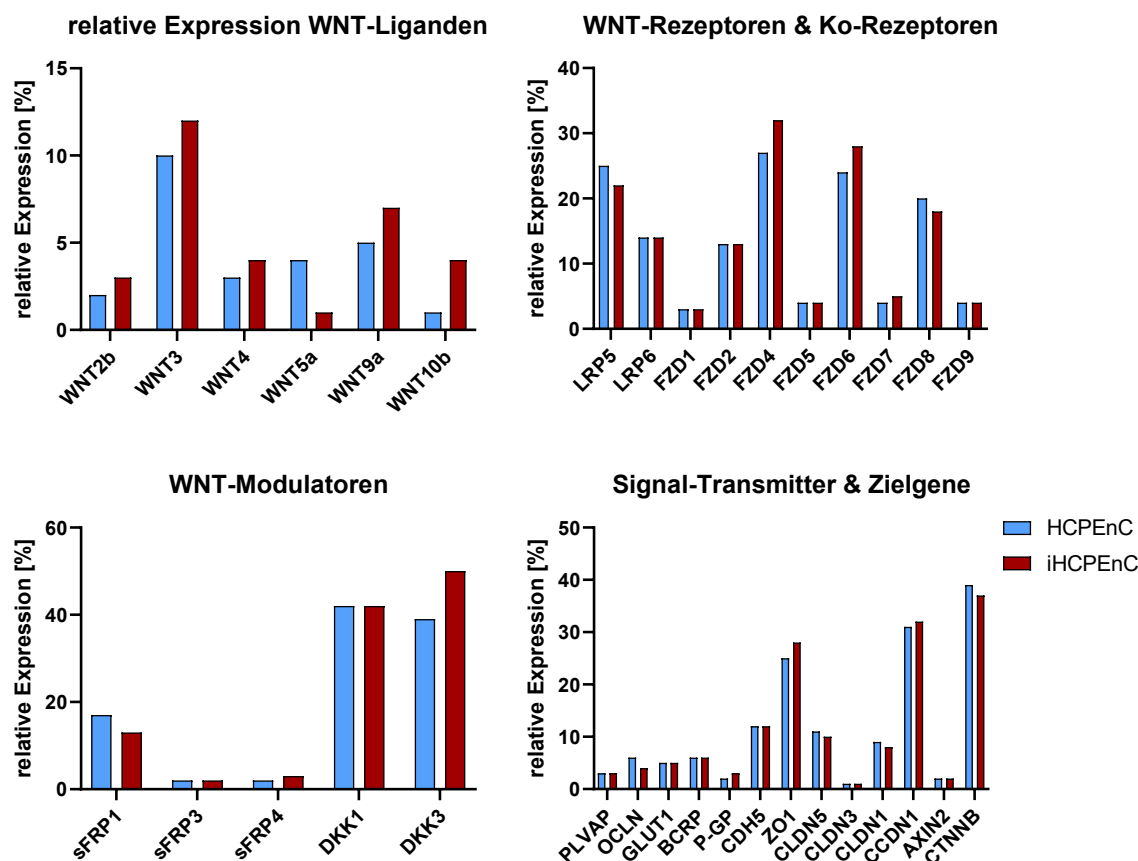 relative Expression WNT-Liganden
relative Expression [%]
15
10
5
0
WNT2b
WNT3
WNT4
WNT5a
WNT9a
WNT10b
WNT-Rezeptoren & Ko-Rezeptoren
relative Expression [%]
40
30
20
10
0
LRP5
LRP6
FZD1
FZD2
FZD4
FZD5
FZD6
FZD7
FZD8
FZD9
WNT-Modulatoren
relative Expression [%]
60
40
20
0
sFRP1
sFRP3
sFRP4
DKK1
DKK3
Signal-Transmitter & Zielgene
relative Expression [%]
50
40
30
20
10
0
PLVAP
OCLN
GLUT1
BCRP
P-GP
CDH5
ZO1
CLDN5
CLDN3
CLDN1
CCDN1
AXIN2
CTNNB
HCPEnC
iHCPEnC